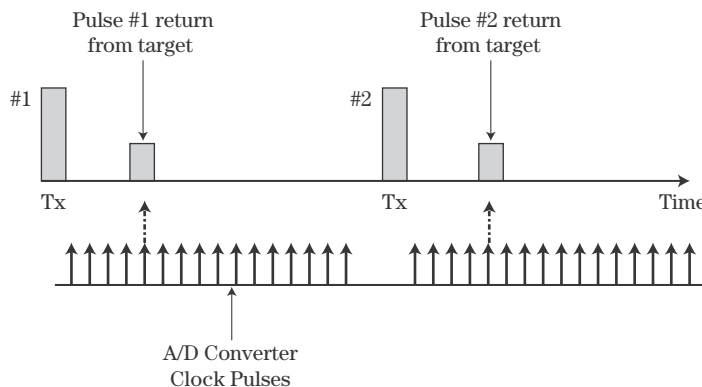 Pulse #1 return
from target
Pulse #2 return
from target
#1
#2
Tx
Tx
Time
A/D Converter
Clock Pulses